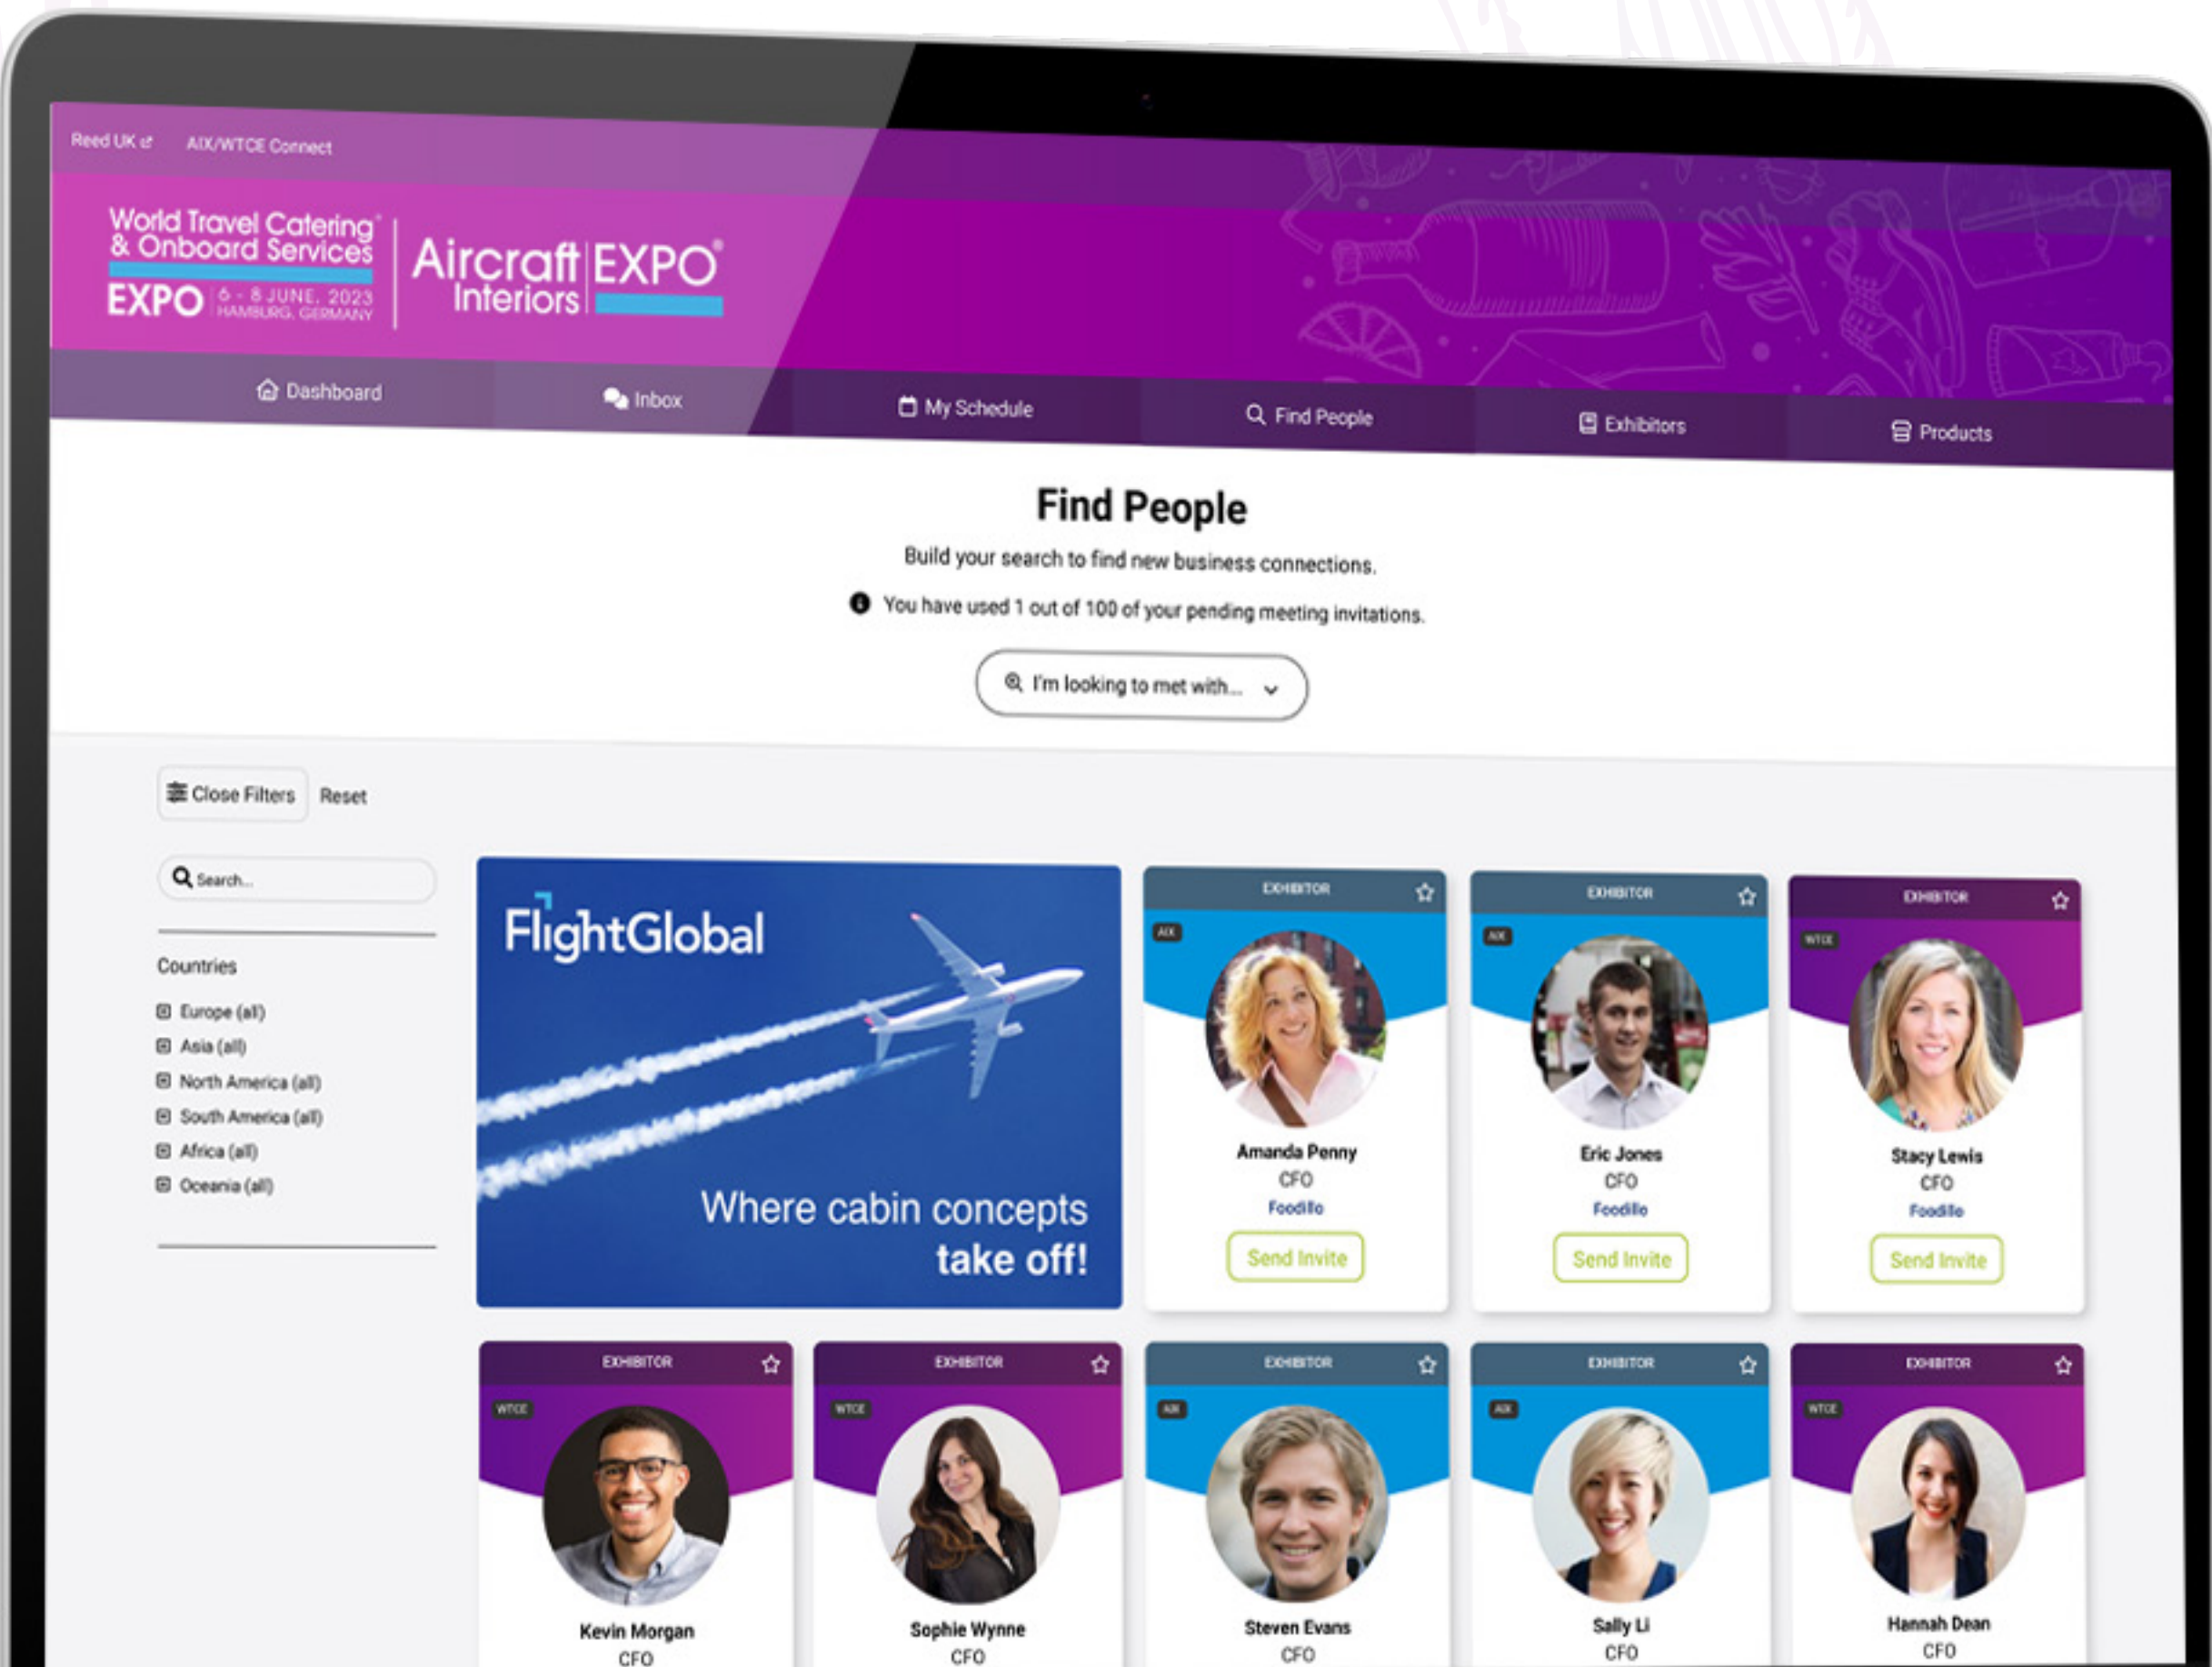 Reed UK
AIX/WTCE Connect
World Travel Catering®
& Onboard Services
EXPO
6 - 8 JUNE, 2023
HAMBURG, GERMANY
Aircraft
Interiors
EXPO®
Dashboard
Inbox
My Schedule
Find People
Exhibitors
Products
Find People
Build your search to find new business connections.
You have used 1 out of 100 of your pending meeting invitations.
I'm looking to met with...
Close Filters
Reset
Search...
Countries
Europe (all)
Asia (all)
North America (all)
South America (all)
Africa (all)
Oceania (all)
FlightGlobal
Where cabin concepts
take off!
EXHIBITOR
AIX
Amanda Penny
CFO
Foodillo
Send Invite
EXHIBITOR
AIX
Eric Jones
CFO
Foodillo
Send Invite
EXHIBITOR
WTCE
Stacy Lewis
CFO
Foodillo
Send Invite
EXHIBITOR
WTCE
Kevin Morgan
CFO
EXHIBITOR
WTCE
Sophie Wynne
CFO
EXHIBITOR
AIX
Steven Evans
CFO
EXHIBITOR
AIX
Sally Li
CFO
EXHIBITOR
WTCE
Hannah Dean
CFO